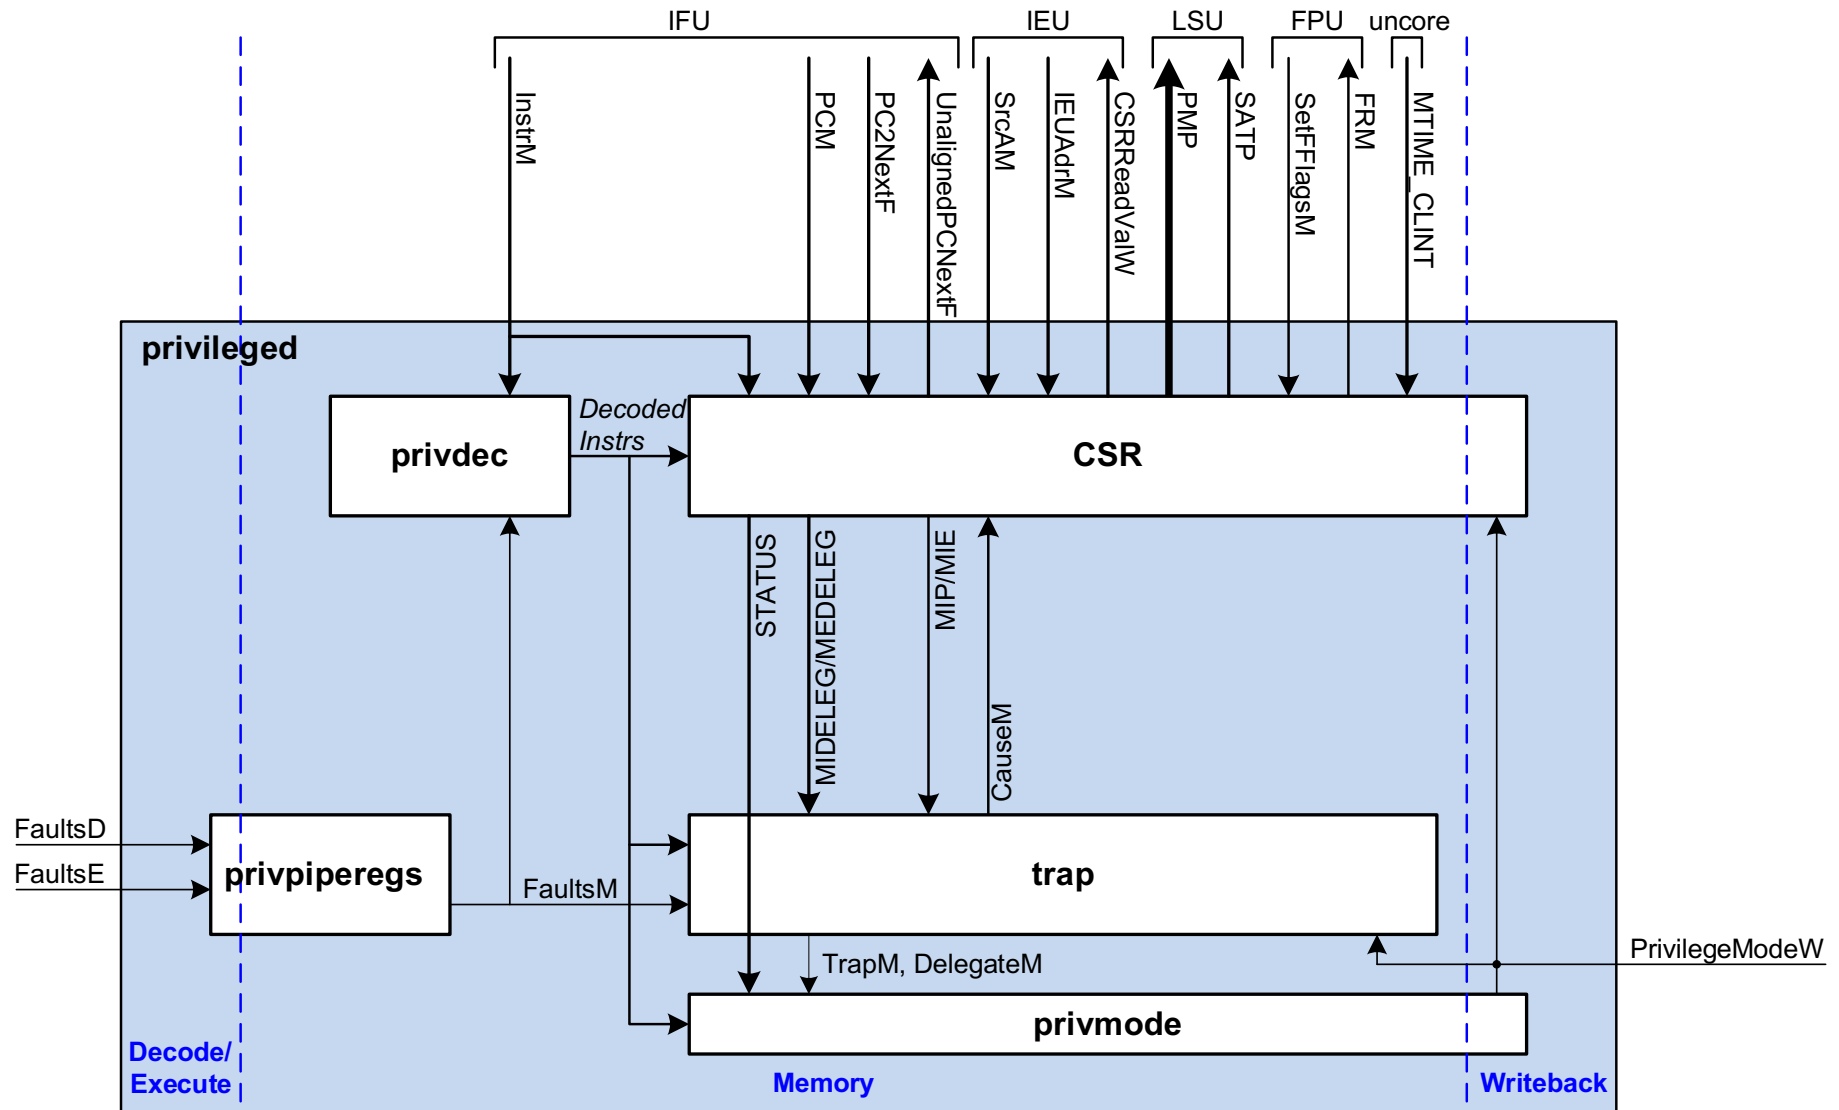 IFU
IEU
LSU
FPU
uncore
InstrM
PCM
PC2NextF
UnalignedPCNextF
SrcAM
IEUAdrM
CSRReadValW
PMP
SATP
SetFFlagsM
FRM
MTIME_CLINT
privileged
privdec
Decoded
Instrs
CSR
STATUS
MIDELEG/MEDELEG
MIP/MIE
CauseM
FaultsD
FaultsE
privpiperegs
FaultsM
trap
TrapM, DelegateM
PrivilegeModeW
privmode
Decode/
Execute
Memory
Writeback